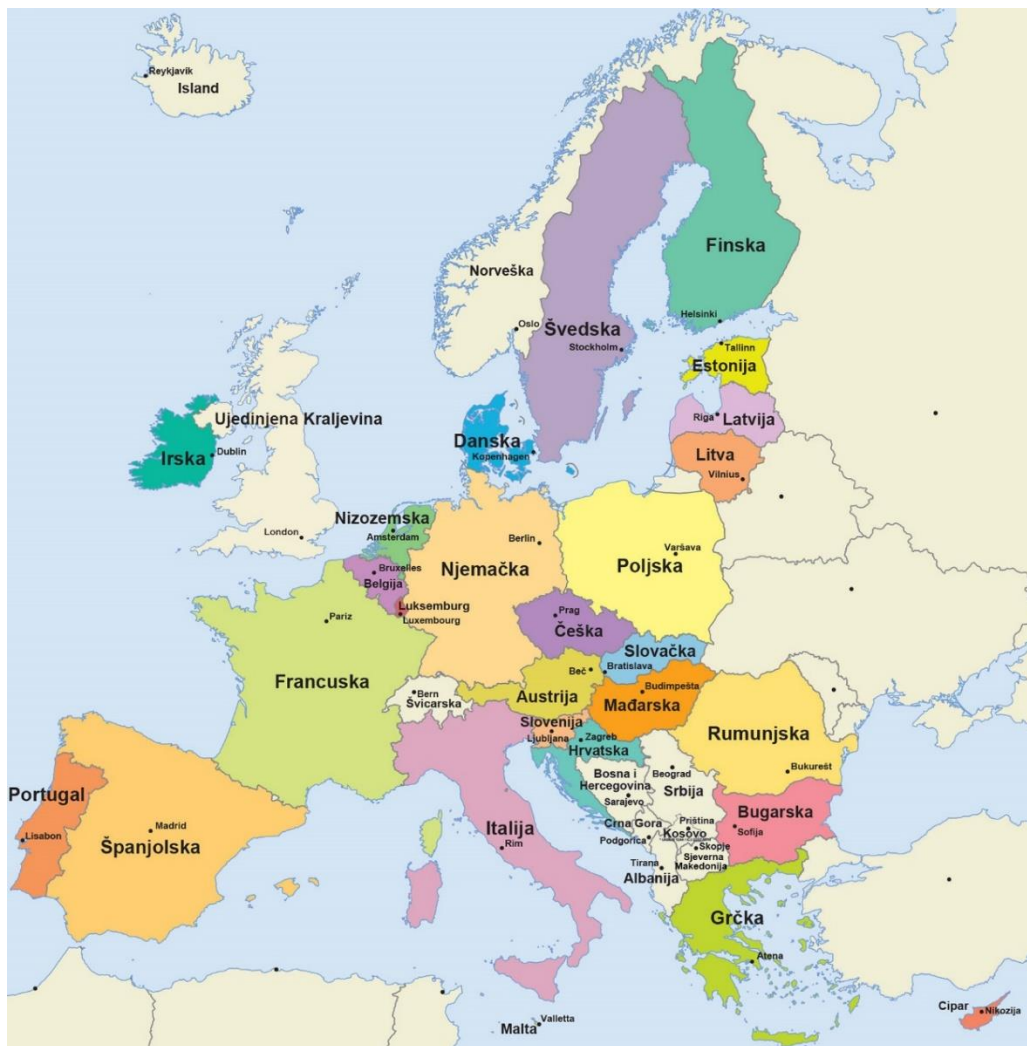 Reykjavik
Island
Finska
Norveška
Helsinki
Oslo
Švedska
Stockholm
Tallinn
Estonija
Ujedinjena Kraljevina
Riga
Latvija
Danska
Kopenhagen
Irska
Dublin
Litva
Vilnius
Nizozemska
Amsterdam
London
Berlin
Varšava
Poljska
Bruxelles
Belgija
Njemačka
Luksemburg
Luxembourg
Pariz
Prag
Češka
Slovačka
Bratislava
Francuska
Beč
Austrija
Bern
Švicarska
Budimpešta
Mađarska
Slovenija
Ljubljana
Zagreb
Hrvatska
Rumunjska
Bukurešt
Bosna i
Hercegovina
Sarajevo
Beograd
Srbija
Portugal
Lisabon
Madrid
Španjolska
Italija
Rim
Crna Gora
Podgorica
Priština
Kosovo
Bugarska
Sofija
Skopje
Sjeverna
Makedonija
Tirana
Albanija
Grčka
Atena
Malta
Valletta
Cipar
Nikozija